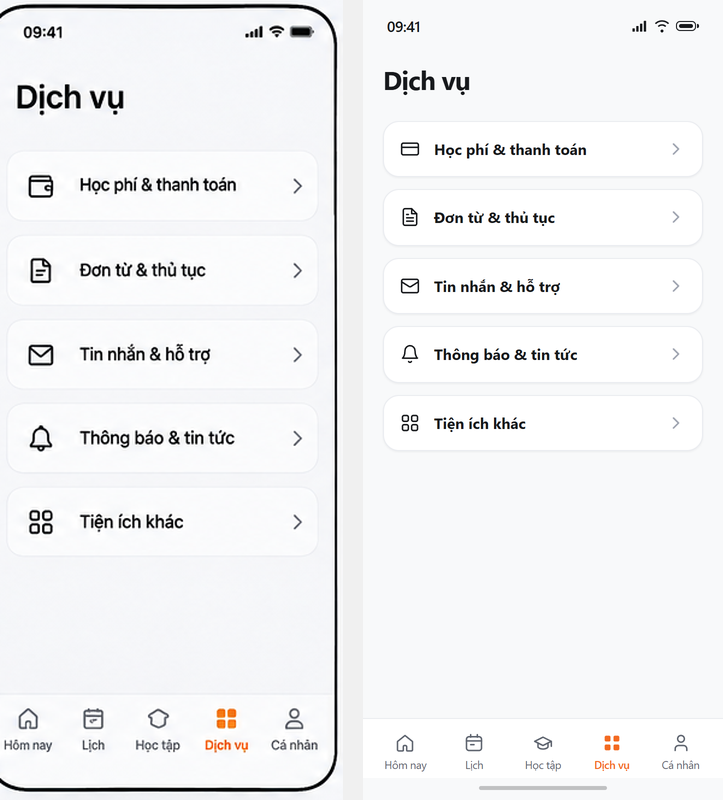 09:41
Dịch vụ
Học phí & thanh toán
Đơn từ & thủ tục
Tin nhắn & hỗ trợ
Thông báo & tin tức
Tiện ích khác
Hôm nay
Lịch
Học tập
Dịch vụ
Cá nhân
09:41
Dịch vụ
Học phí & thanh toán
Đơn từ & thủ tục
Tin nhắn & hỗ trợ
Thông báo & tin tức
Tiện ích khác
Hôm nay
Lịch
Học tập
Dịch vụ
Cá nhân